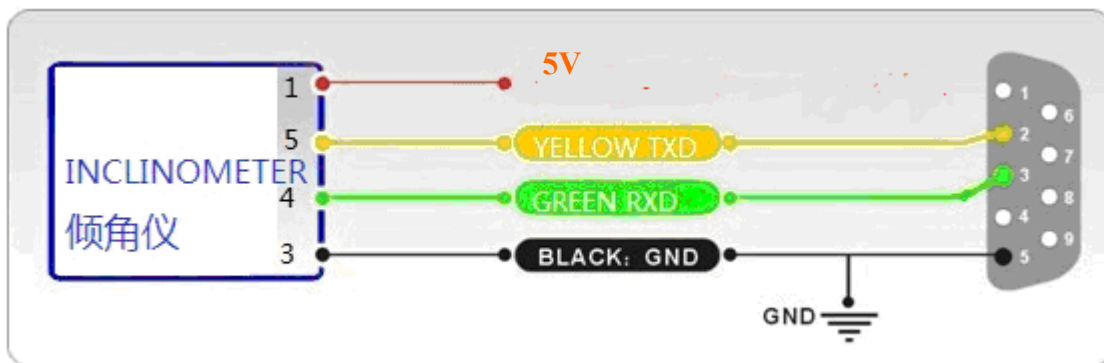 5V
1
5
YELLOW TXD
INCLINOMETER
4
GREEN RXD
倾角仪
3
BLACK: GND
GND
1
6
2
7
3
8
4
9
5